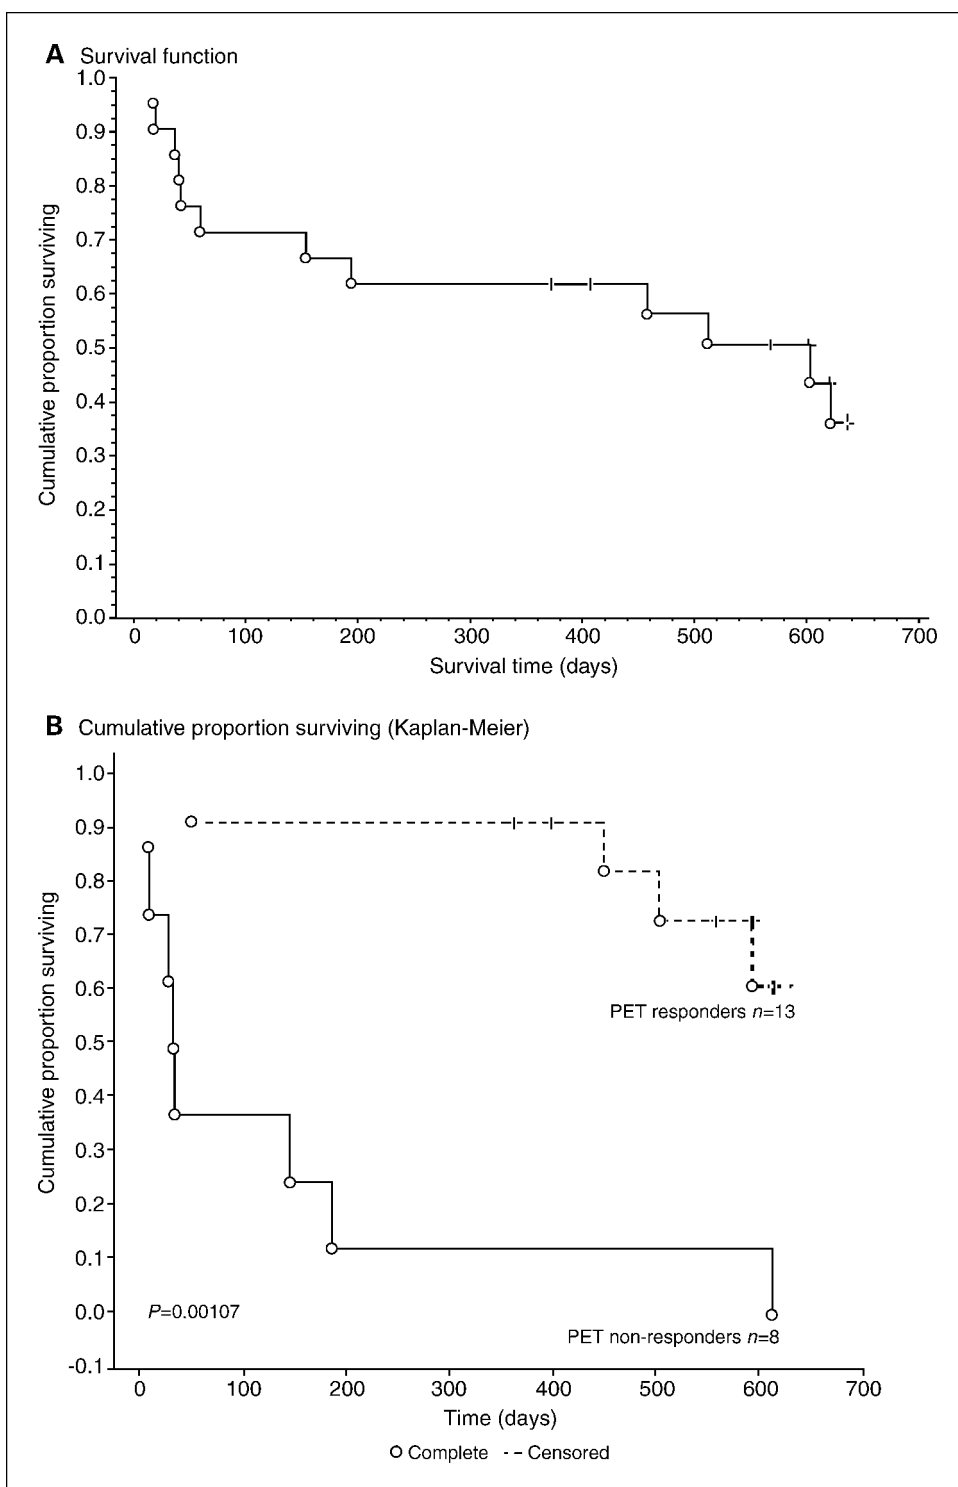 A Survival function
1.0
0.9
0.8
0.7
0.6
0.5
0.4
0.3
0.2
0.1
0.0
Cumulative proportion surviving
0 100 200 300 400 500 600 700
Survival time (days)
B Cumulative proportion surviving (Kaplan-Meier)
1.0
0.9
0.8
0.7
0.6
0.5
0.4
0.3
0.2
0.1
0.0
-0.1
Cumulative proportion surviving
PET responders n=13
P=0.00107
PET non-responders n=8
0 100 200 300 400 500 600 700
Time (days)
Complete -- Censored